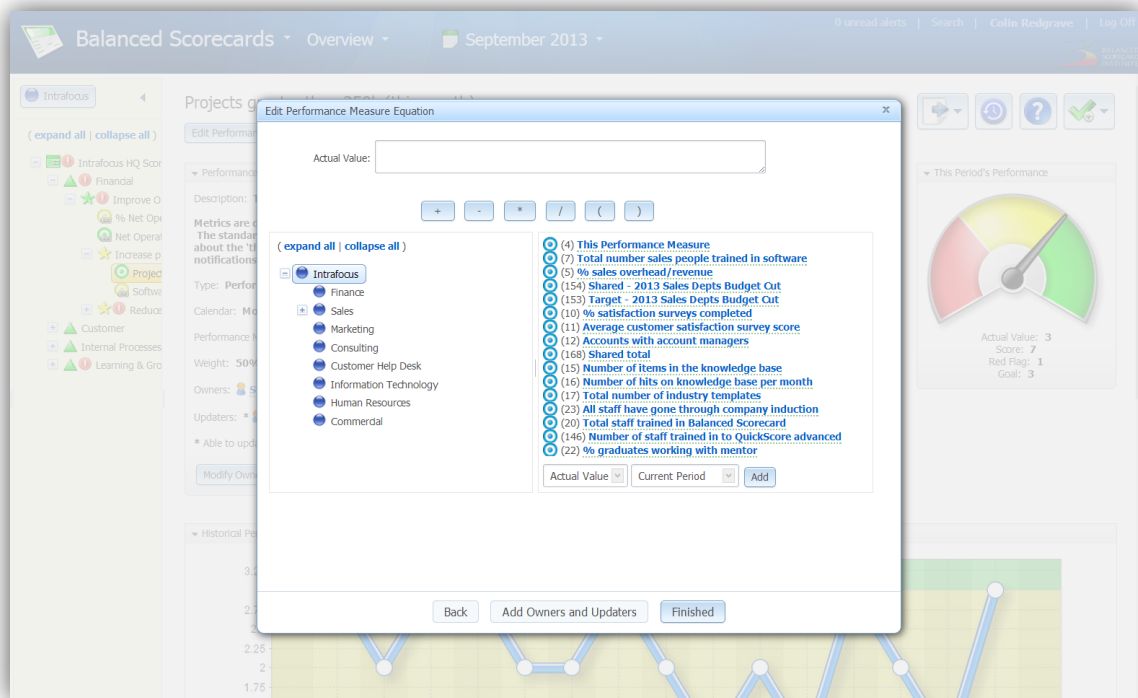 0 unread alerts | Search | Colin Redgrave | Log Off
Balanced Scorecards Overview September 2013
BALANCED SCORECARD INSTITUTE
Intrafocus
( expand all | collapse all )
Intrafocus HQ Scor
Financial
Improve O
% Net Ope
Net Operat
Increase p
Project
Softwa
Reduce
Customer
Internal Processes
Learning & Gro
Projects
Edit Performan
Performance
Description:
Metrics are
The standar
about the 't
notifications
Type: Perfor
Calendar: Mo
Performance M
Weight: 50%
Owners: S
Updaters: *
* Able to upda
Modify Own
Historical Pe
2.25
2
1.75
Edit Performance Measure Equation x
Actual Value:
+ - * / ( )
( expand all | collapse all )
Intrafocus
Finance
Sales
Marketing
Consulting
Customer Help Desk
Information Technology
Human Resources
Commercial
(4) This Performance Measure
(7) Total number sales people trained in software
(5) % sales overhead/revenue
(154) Shared - 2013 Sales Depts Budget Cut
(153) Target - 2013 Sales Depts Budget Cut
(10) % satisfaction surveys completed
(11) Average customer satisfaction survey score
(12) Accounts with account managers
(168) Shared total
(15) Number of items in the knowledge base
(16) Number of hits on knowledge base per month
(17) Total number of industry templates
(23) All staff have gone through company induction
(20) Total staff trained in Balanced Scorecard
(146) Number of staff trained in to QuickScore advanced
(22) % graduates working with mentor
Actual Value Current Period Add
Back Add Owners and Updaters Finished
This Period's Performance
Actual Value: 3
Score: 7
Red Flag: 1
Goal: 3